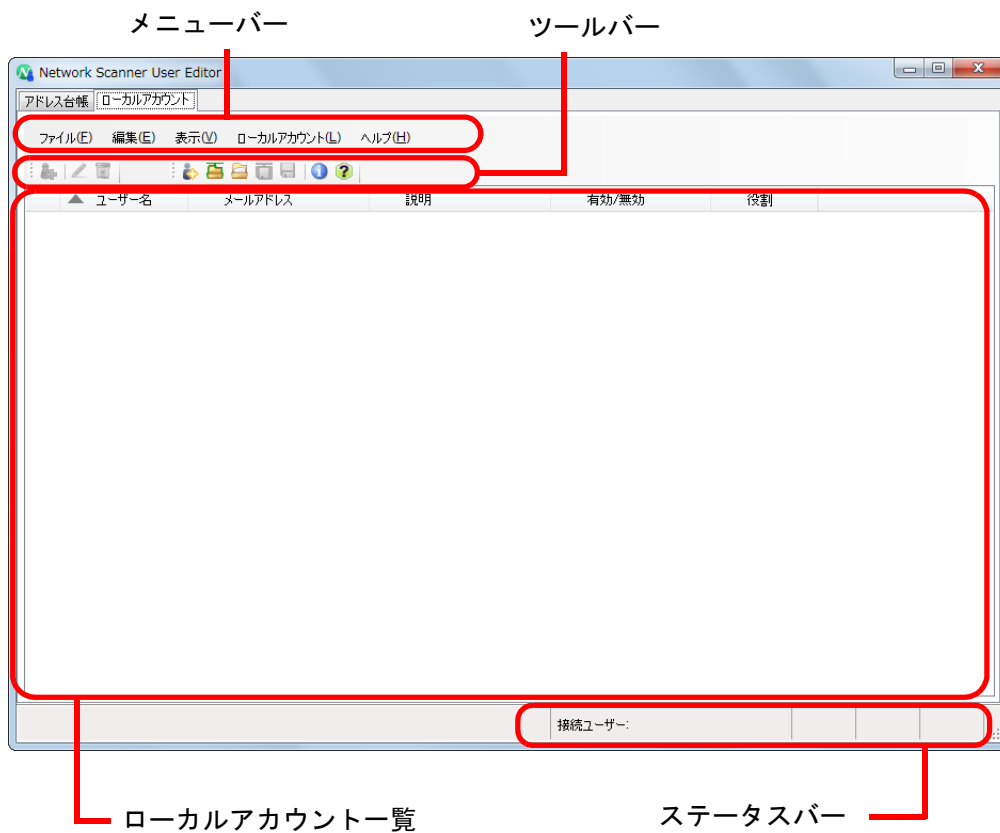 メニューバー
ツールバー
Network Scanner User Editor
アドレス台帳 ローカルアカウント
ファイル(F) 編集(E) 表示(V) ローカルアカウント(L) ヘルプ(H)
ユーザー名 メールアドレス 説明 有効/無効 役割
接続ユーザー:
ローカルアカウント一覧
ステータスバー